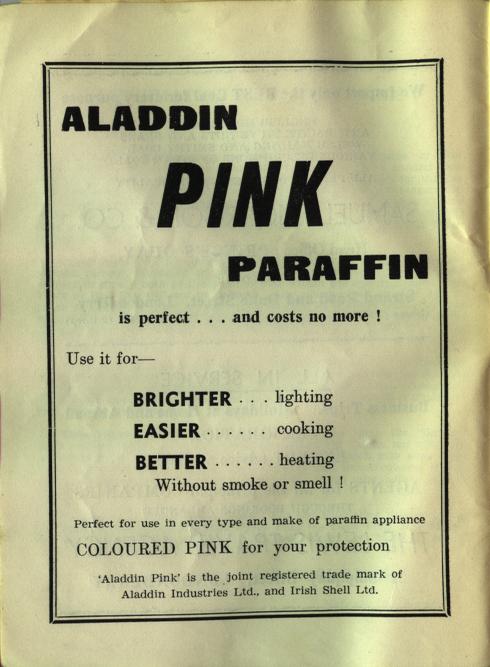 ALADDIN
PINK
PARAFFIN
is perfect . . . and costs no more !
Use it for—
BRIGHTER . . . lighting
EASIER . . . . . . cooking
BETTER . . . . . . heating
Without smoke or smell !
Perfect for use in every type and make of paraffin appliance
COLOURED PINK for your protection
'Aladdin Pink' is the joint registered trade mark of
Aladdin Industries Ltd., and Irish Shell Ltd.